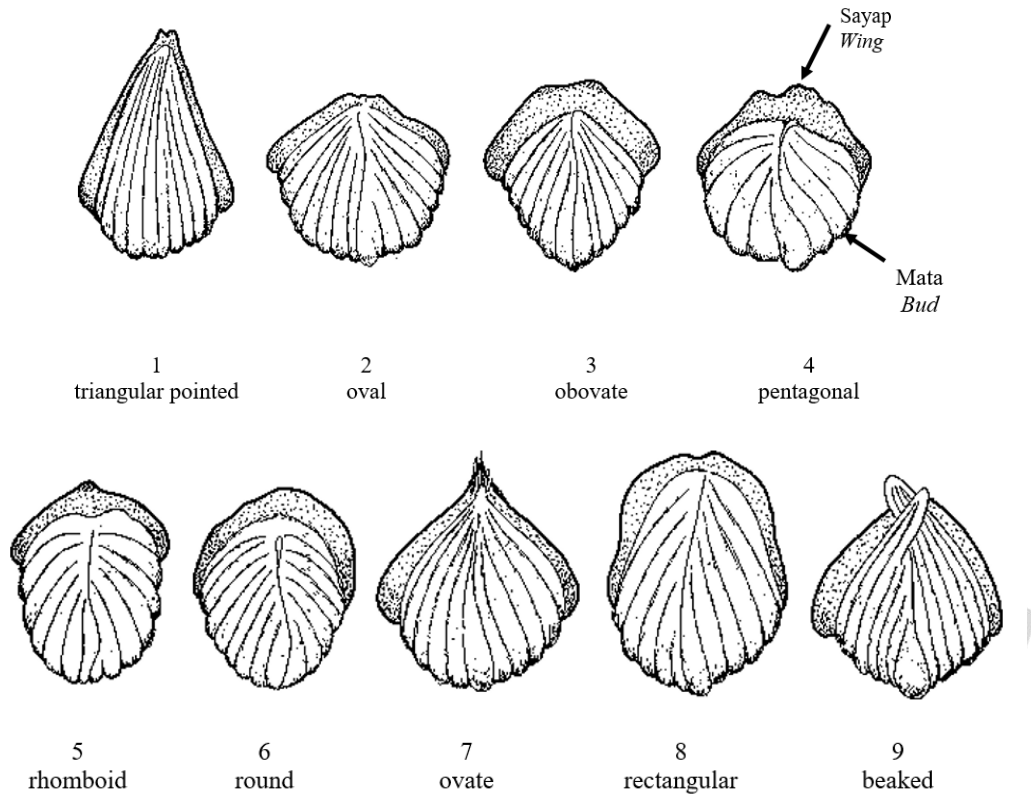 Sayap
Wing
Mata
Bud
1
triangular pointed
2
oval
3
obovate
4
pentagonal
5
rhomboid
6
round
7
ovate
8
rectangular
9
beaked